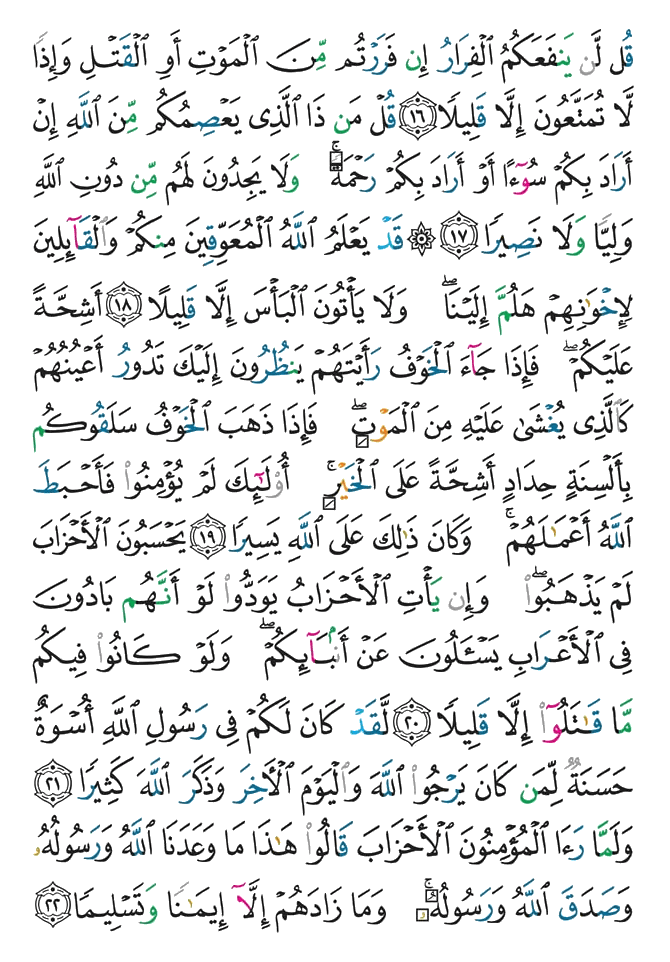 قُل لَّن يَنفَعَكُمُ ٱلْفِرَارُ إِن فَرَرْتُم مِّنَ ٱلْمَوْتِ أَوِ ٱلْقَتْلِ وَإِذًا
لَّا تُمَتَّعُونَ إِلَّا قَلِيلًا ١٦ قُلْ مَن ذَا ٱلَّذِى يَعْصِمُكُم مِّنَ ٱللَّهِ إِنْ
أَرَادَ بِكُمْ سُوٓءًا أَوْ أَرَادَ بِكُمْ رَحْمَةً ۚ وَلَا يَجِدُونَ لَهُم مِّن دُونِ ٱللَّهِ
وَلِيًّا وَلَا نَصِيرًا ١٧ ۞ قَدْ يَعْلَمُ ٱللَّهُ ٱلْمُعَوِّقِينَ مِنكُمْ وَٱلْقَآئِلِينَ
لِإِخْوَٰنِهِمْ هَلُمَّ إِلَيْنَا ۖ وَلَا يَأْتُونَ ٱلْبَأْسَ إِلَّا قَلِيلًا ١٨ أَشِحَّةً
عَلَيْكُمْ ۖ فَإِذَا جَآءَ ٱلْخَوْفُ رَأَيْتَهُمْ يَنظُرُونَ إِلَيْكَ تَدُورُ أَعْيُنُهُمْ
كَٱلَّذِى يُغْشَىٰ عَلَيْهِ مِنَ ٱلْمَوْتِ ۖ فَإِذَا ذَهَبَ ٱلْخَوْفُ سَلَقُوكُم
بِأَلْسِنَةٍ حِدَادٍ أَشِحَّةً عَلَى ٱلْخَيْرِ ۚ أُو۟لَٰٓئِكَ لَمْ يُؤْمِنُوا۟ فَأَحْبَطَ
ٱللَّهُ أَعْمَٰلَهُمْ ۚ وَكَانَ ذَٰلِكَ عَلَى ٱللَّهِ يَسِيرًا ١٩ يَحْسَبُونَ ٱلْأَحْزَابَ
لَمْ يَذْهَبُوا۟ ۖ وَإِن يَأْتِ ٱلْأَحْزَابُ يَوَدُّوا۟ لَوْ أَنَّهُم بَادُونَ
فِى ٱلْأَعْرَابِ يَسْـَٔلُونَ عَنْ أَنۢبَآئِكُمْ ۖ وَلَوْ كَانُوا۟ فِيكُم
مَّا قَٰتَلُوٓا۟ إِلَّا قَلِيلًا ٢٠ لَّقَدْ كَانَ لَكُمْ فِى رَسُولِ ٱللَّهِ أُسْوَةٌ
حَسَنَةٌ لِّمَن كَانَ يَرْجُوا۟ ٱللَّهَ وَٱلْيَوْمَ ٱلْـَٔاخِرَ وَذَكَرَ ٱللَّهَ كَثِيرًا ٢١
وَلَمَّا رَءَا ٱلْمُؤْمِنُونَ ٱلْأَحْزَابَ قَالُوا۟ هَٰذَا مَا وَعَدَنَا ٱللَّهُ وَرَسُولُهُۥ
وَصَدَقَ ٱللَّهُ وَرَسُولُهُۥ ۚ وَمَا زَادَهُمْ إِلَّآ إِيمَٰنًا وَتَسْلِيمًا ٢٢